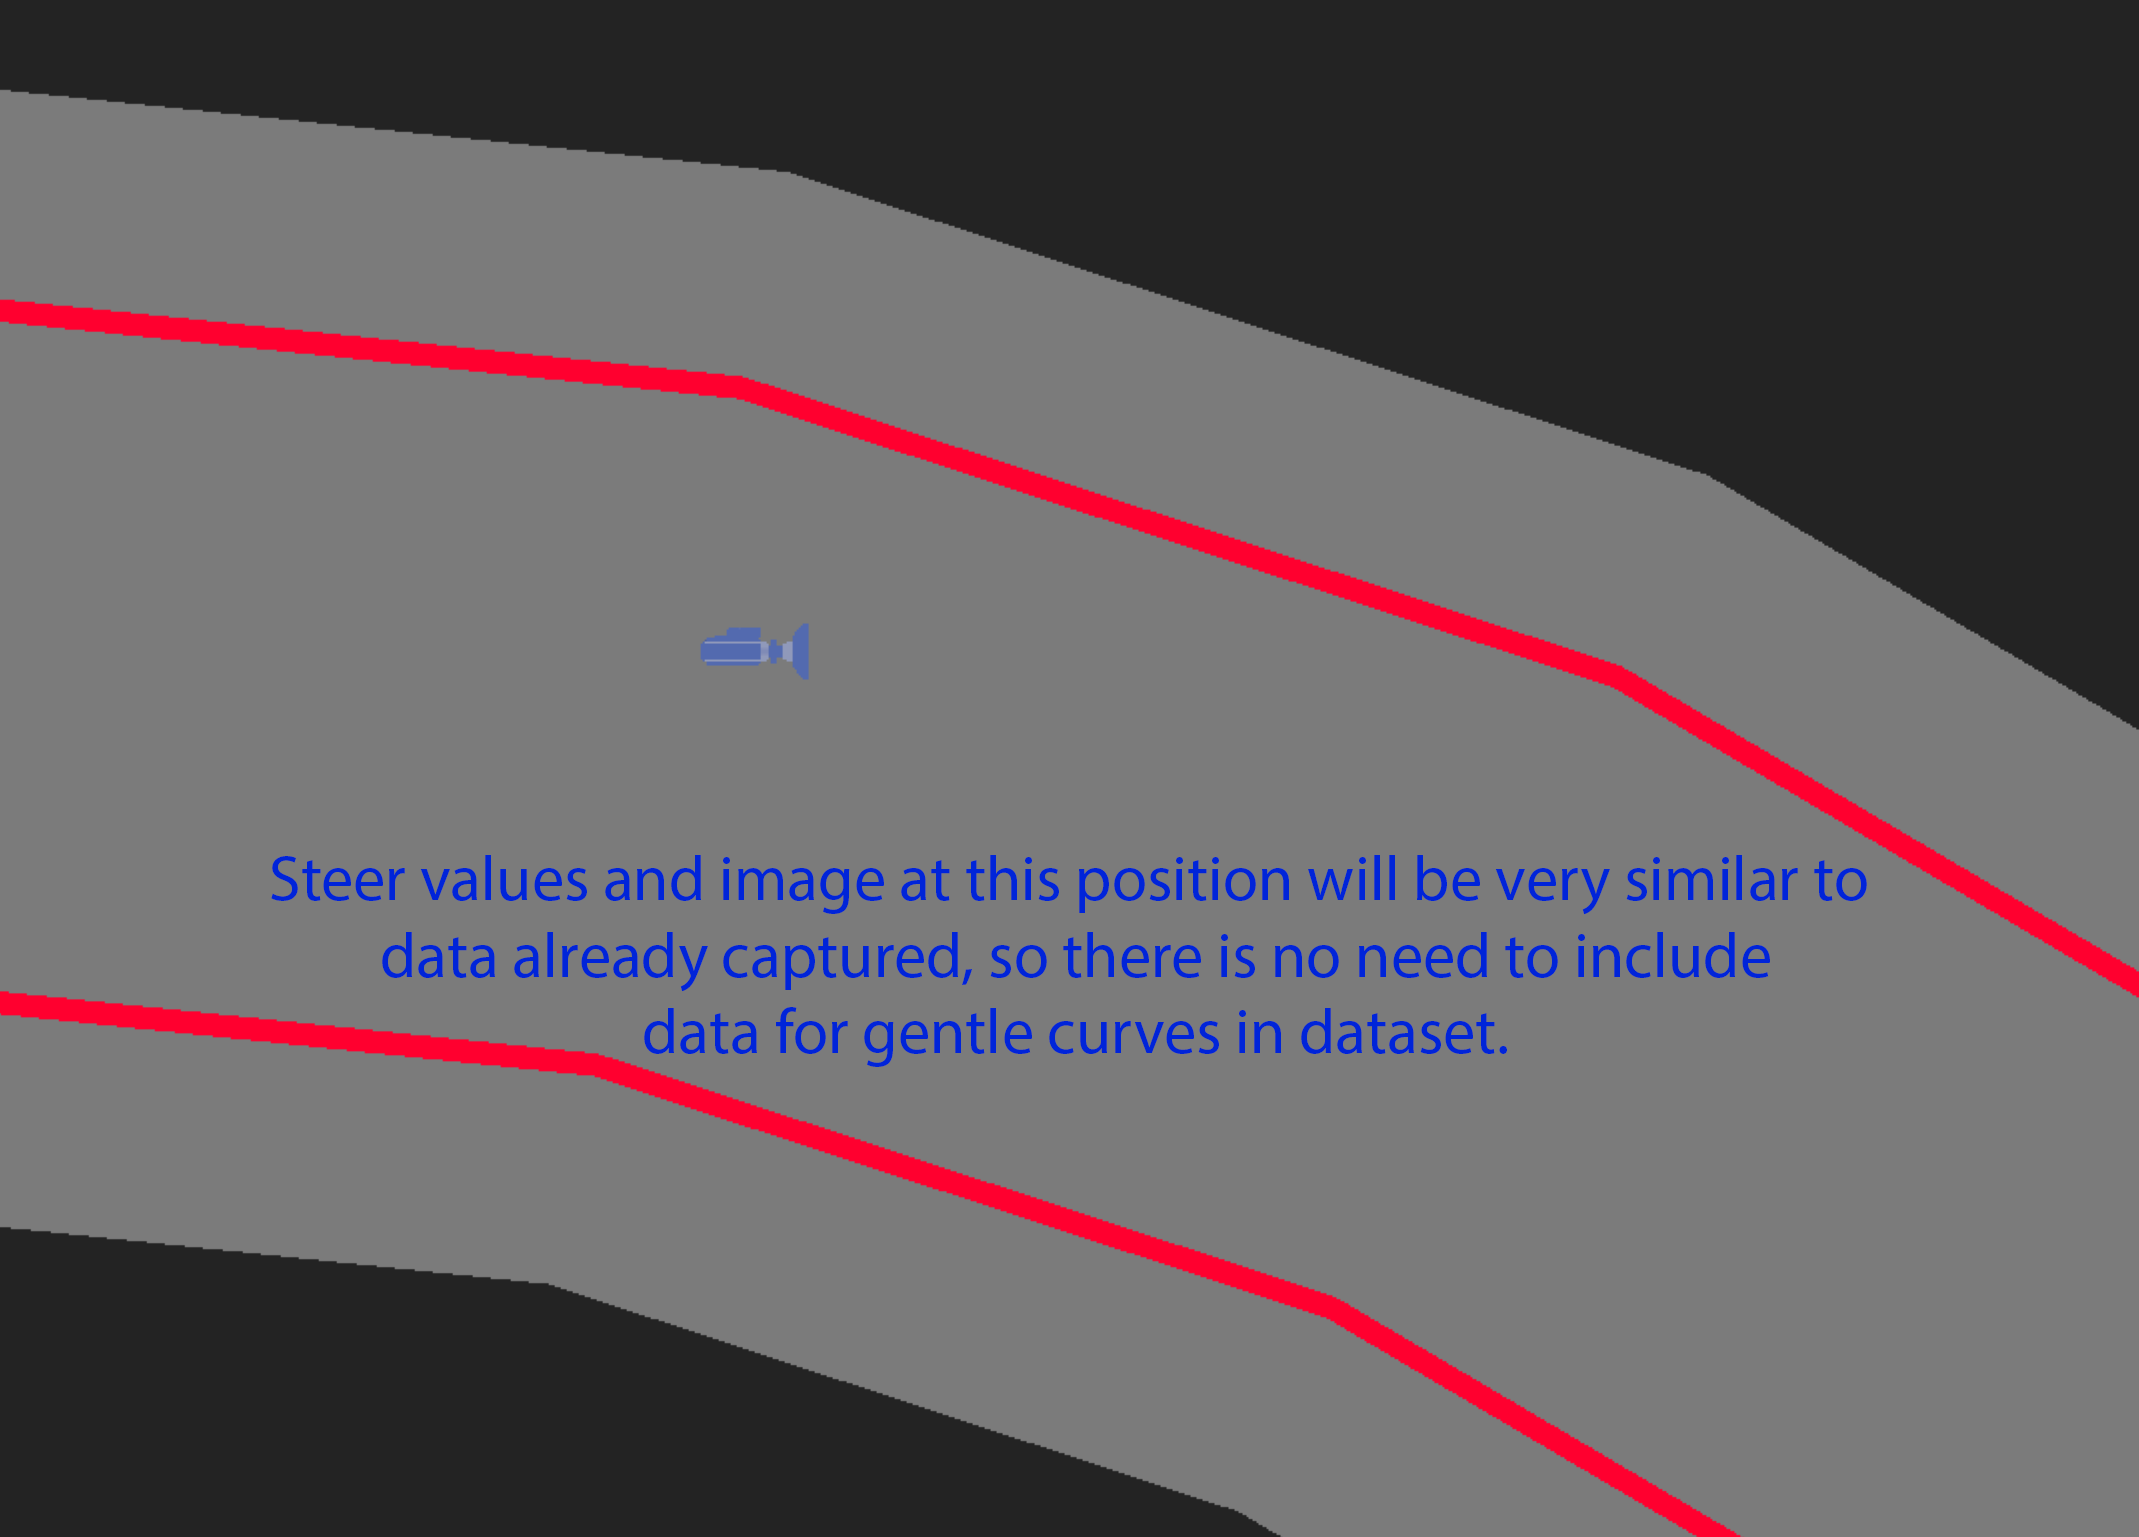 Steer values and image at this position will be very similar to
data already captured, so there is no need to include
data for gentle curves in dataset.